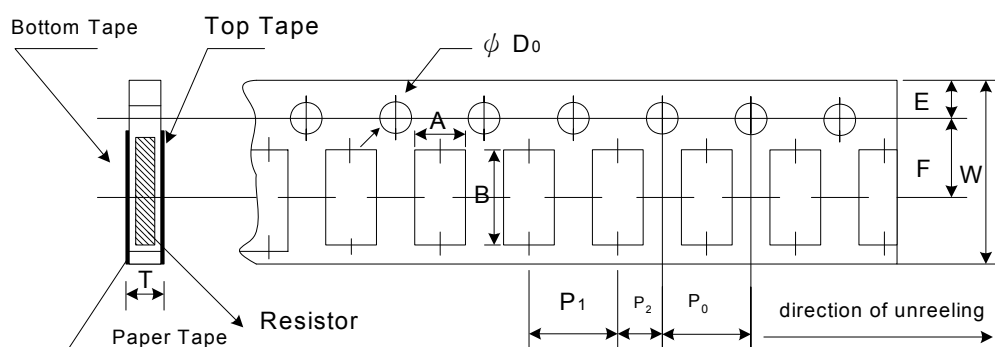 Bottom Tape
Top Tape
ϕ D₀
A
E
F
W
B
T
P₁
P₂
P₀
direction of unreeling
Resistor
Paper Tape